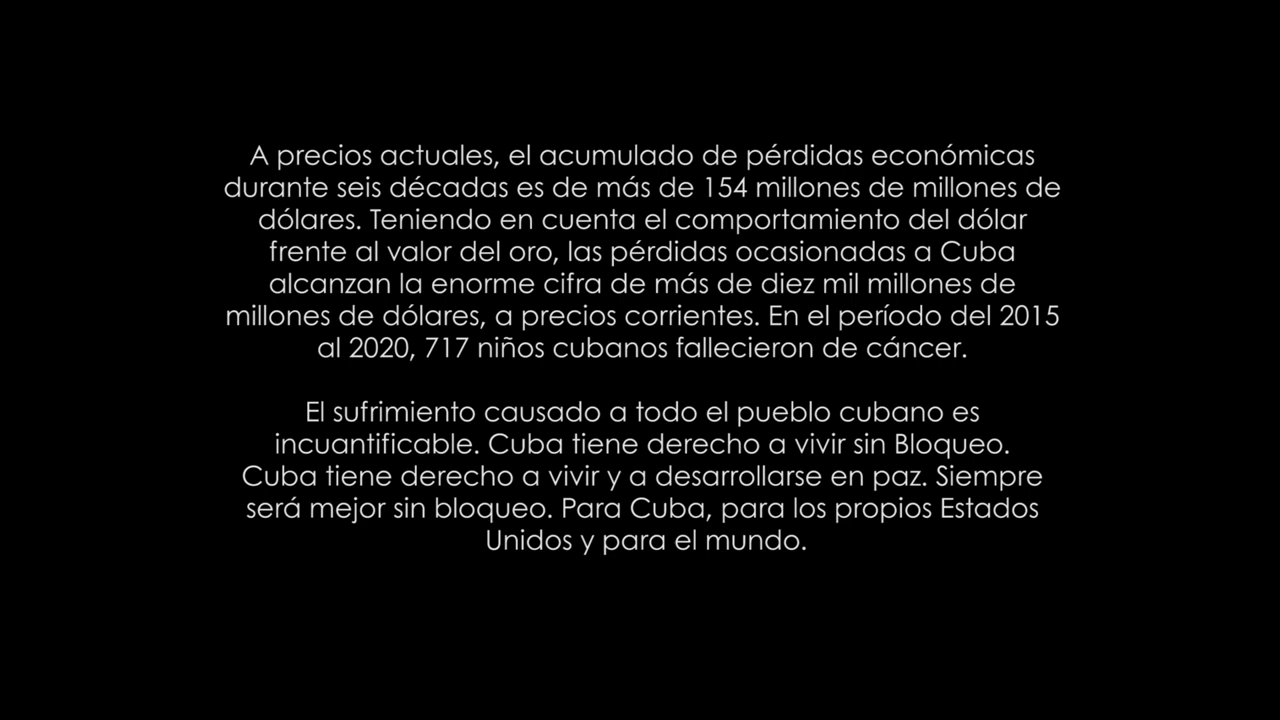 A precios actuales, el acumulado de pérdidas económicas
durante seis décadas es de más de 154 millones de millones de
dólares. Teniendo en cuenta el comportamiento del dólar
frente al valor del oro, las pérdidas ocasionadas a Cuba
alcanzan la enorme cifra de más de diez mil millones de
millones de dólares, a precios corrientes. En el período del 2015
al 2020, 717 niños cubanos fallecieron de cáncer.
El sufrimiento causado a todo el pueblo cubano es
incuantificable. Cuba tiene derecho a vivir sin Bloqueo.
Cuba tiene derecho a vivir y a desarrollarse en paz. Siempre
será mejor sin bloqueo. Para Cuba, para los propios Estados
Unidos y para el mundo.